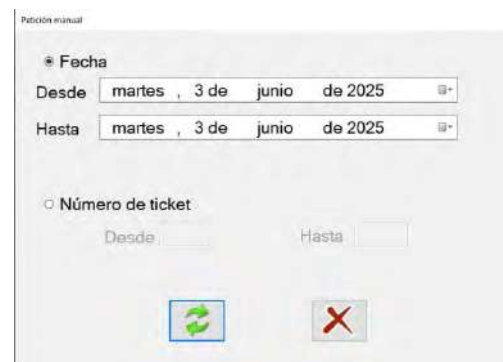 Petición manual
Fecha
Desde martes , 3 de junio de 2025
Hasta martes , 3 de junio de 2025
Número de ticket
Desde Hasta